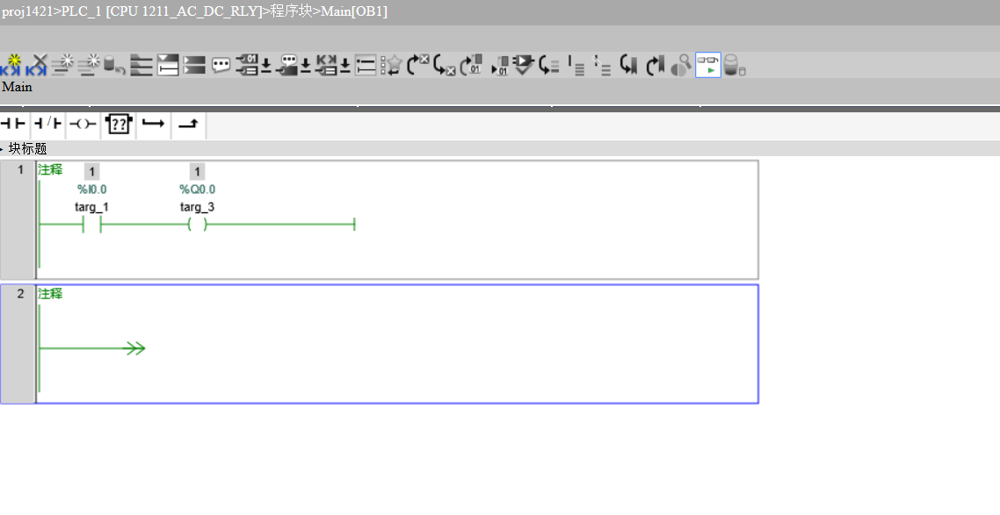 proj1421>PLC_1 [CPU 1211_AC_DC_RLY]>程序块>Main[OB1]
Main
??
块标题
1 注释 1 1
%I0.0 %Q0.0
targ_1 targ_3
2 注释